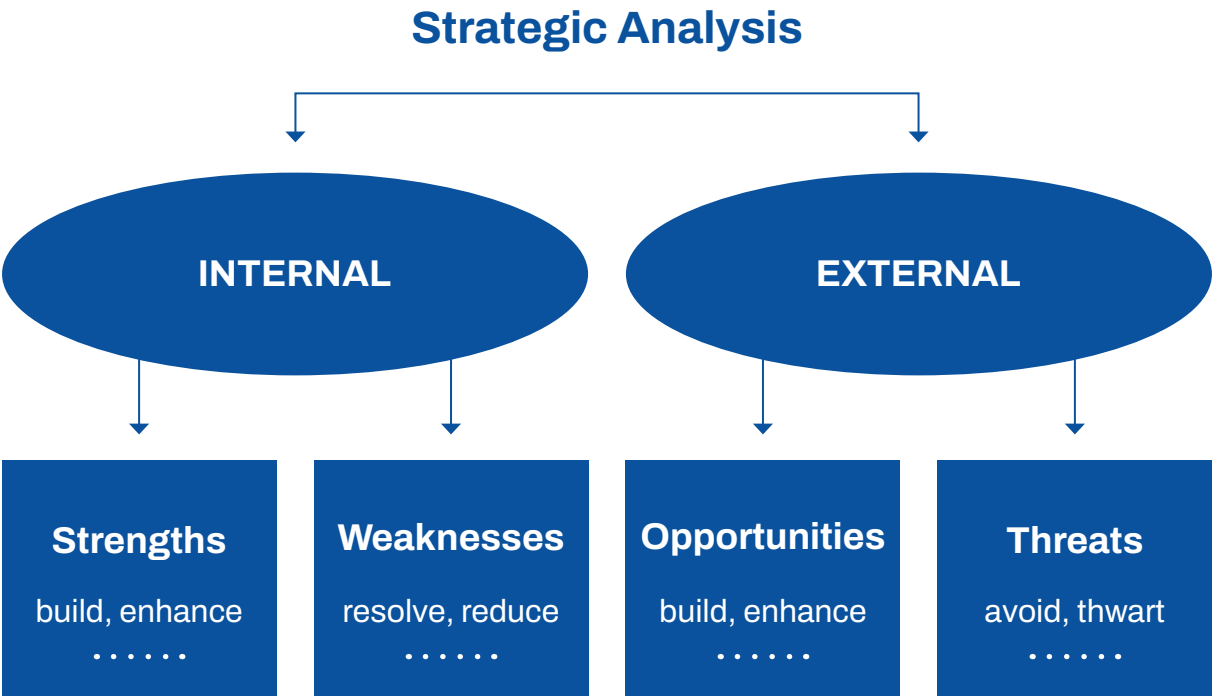 Strategic Analysis
INTERNAL
EXTERNAL
Strengths
build, enhance
......
Weaknesses
resolve, reduce
......
Opportunities
build, enhance
......
Threats
avoid, thwart
......